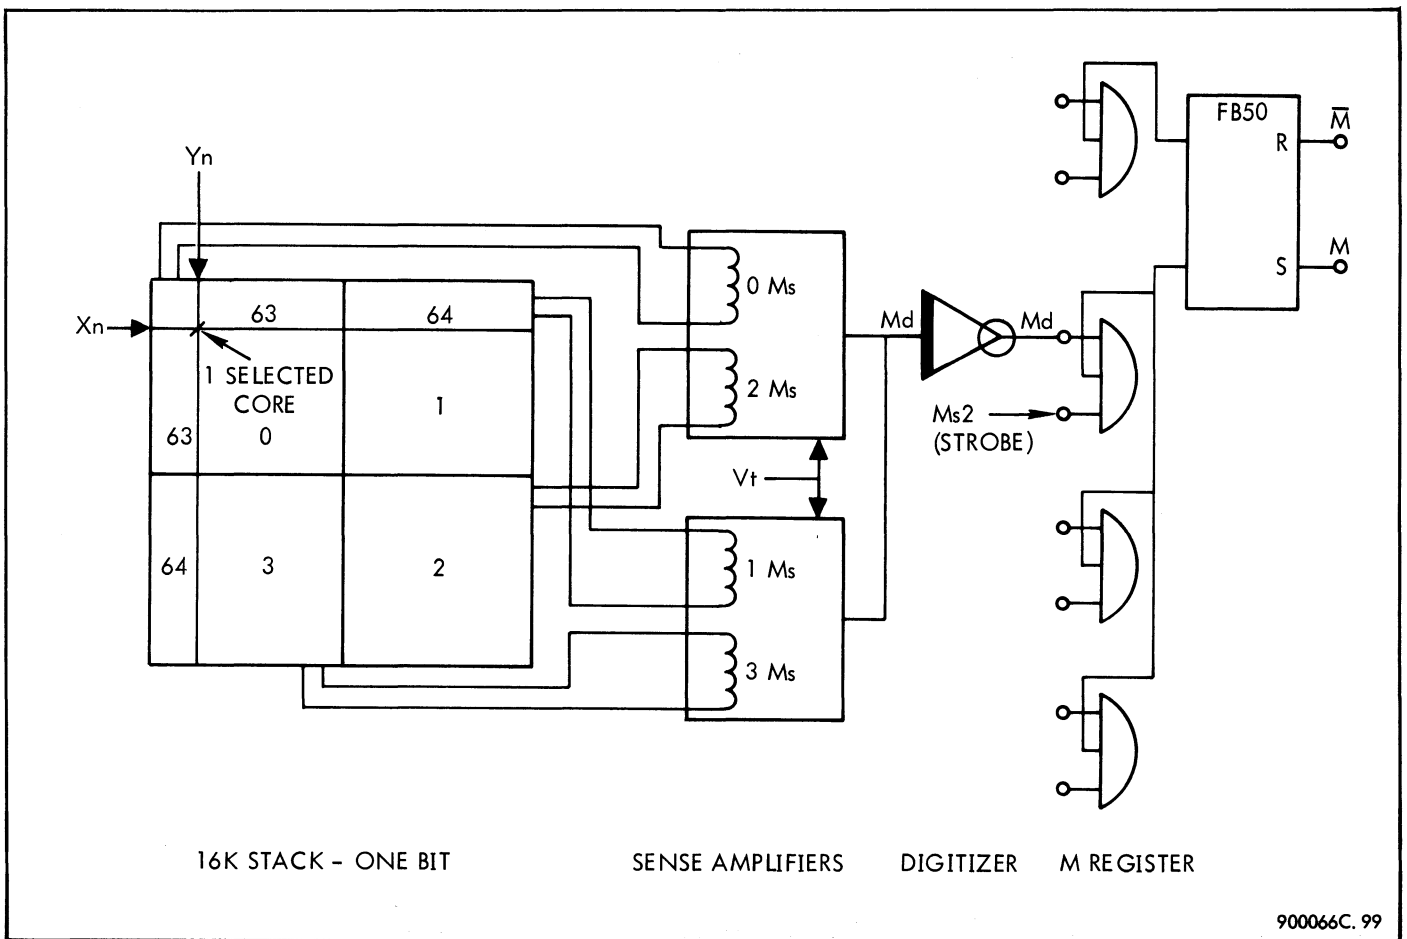 FB50
M̅
R
S
M
Yn
Xn
63
64
1 SELECTED
CORE
63
0
1
64
3
2
0 Ms
2 Ms
Vt
1 Ms
3 Ms
Md
Md
Ms2
(STROBE)
16K STACK - ONE BIT
SENSE AMPLIFIERS
DIGITIZER
M REGISTER
900066C.99